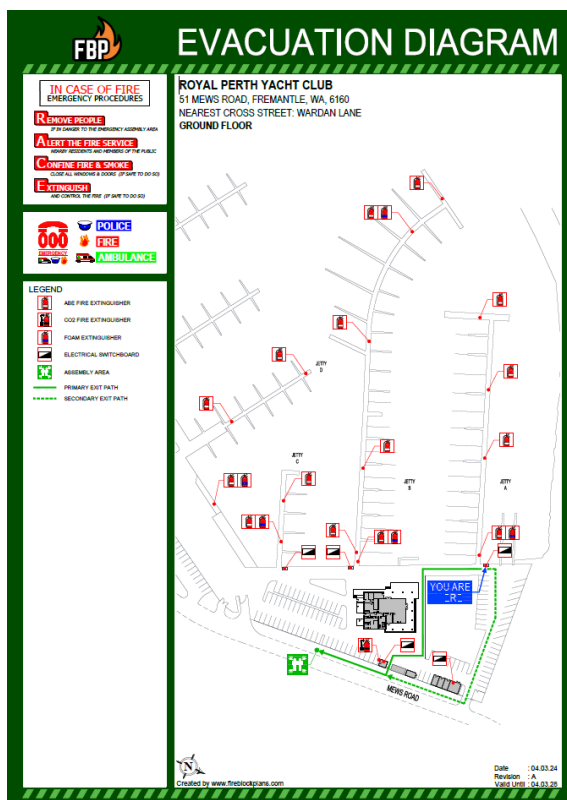 FBP
EVACUATION DIAGRAM
IN CASE OF FIRE
EMERGENCY PROCEDURES
REMOVE PEOPLE
IF IN DANGER TO THE EMERGENCY ASSEMBLY AREA
ALERT THE FIRE SERVICE
NEARBY RESIDENTS AND MEMBERS OF THE PUBLIC
CONFINE FIRE & SMOKE
CLOSE ALL WINDOWS & DOORS (IF SAFE TO DO SO)
EXTINGUISH
AND CONTROL THE FIRE (IF SAFE TO DO SO)
000
EMERGENCY
POLICE
FIRE
AMBULANCE
LEGEND
ABE FIRE EXTINGUISHER
CO2 FIRE EXTINGUISHER
FOAM EXTINGUISHER
ELECTRICAL SWITCHBOARD
ASSEMBLY AREA
PRIMARY EXIT PATH
SECONDARY EXIT PATH
ROYAL PERTH YACHT CLUB
51 MEWS ROAD, FREMANTLE, WA, 6160
NEAREST CROSS STREET: WARDAN LANE
GROUND FLOOR
JETTY
D
JETTY
C
JETTY
B
JETTY
A
YOU ARE
MEWS ROAD
N
Created by www.fireblockplans.com
Date : 04.03.24
Revision : A
Valid Until : 04.03.26